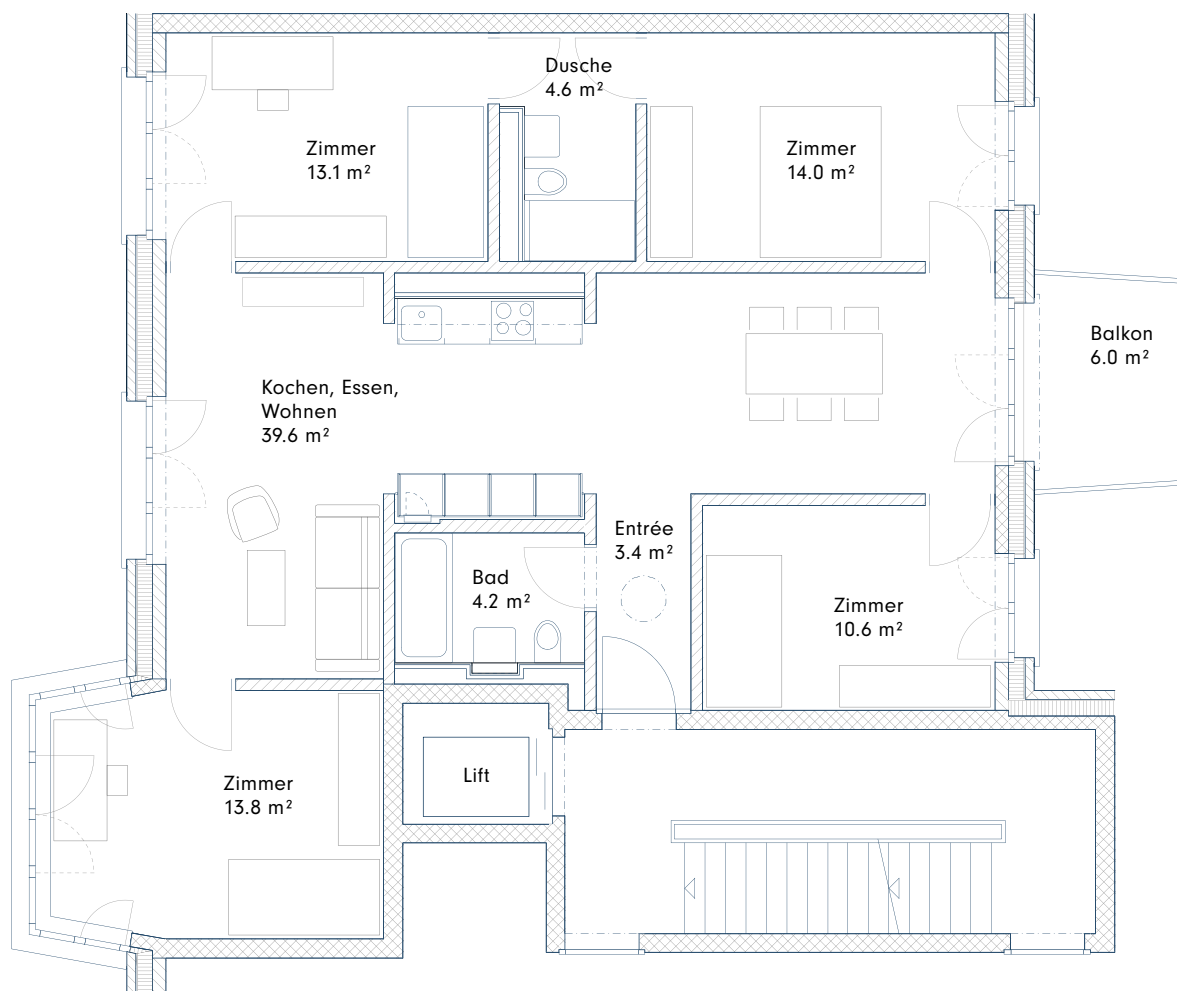 Dusche
4.6 m²
Zimmer
13.1 m²
Zimmer
14.0 m²
Balkon
6.0 m²
Kochen, Essen,
Wohnen
39.6 m²
Entrée
3.4 m²
Bad
4.2 m²
Zimmer
10.6 m²
Zimmer
13.8 m²
Lift